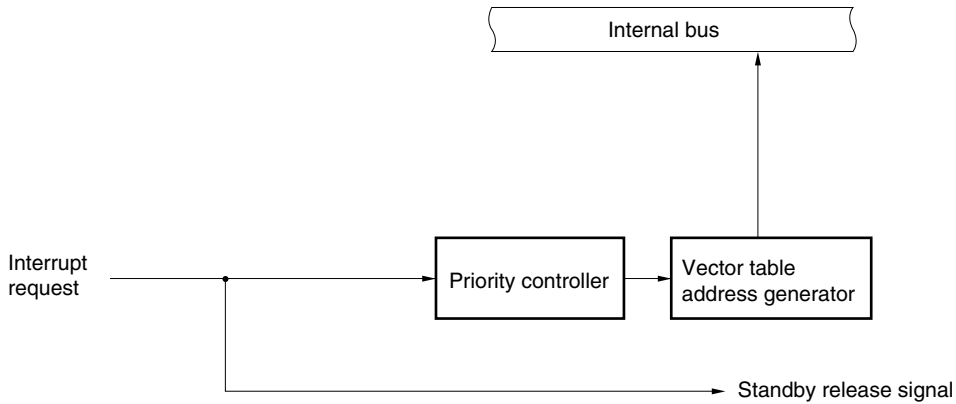 Internal bus
Interrupt
request
Priority controller
Vector table
address generator
Standby release signal